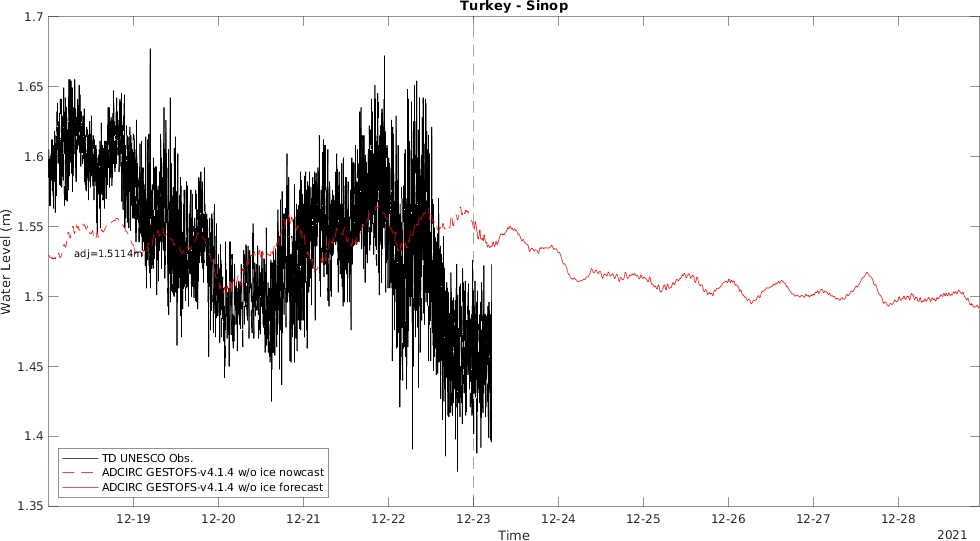 Turkey - Sinop
1.7
1.65
1.6
1.55
1.5
1.45
1.4
1.35
Water Level (m)
adj=1.5114m
TD UNESCO Obs.
ADCIRC GESTOFS-v4.1.4 w/o ice nowcast
ADCIRC GESTOFS-v4.1.4 w/o ice forecast
12-19 12-20 12-21 12-22 12-23 12-24 12-25 12-26 12-27 12-28
Time
2021